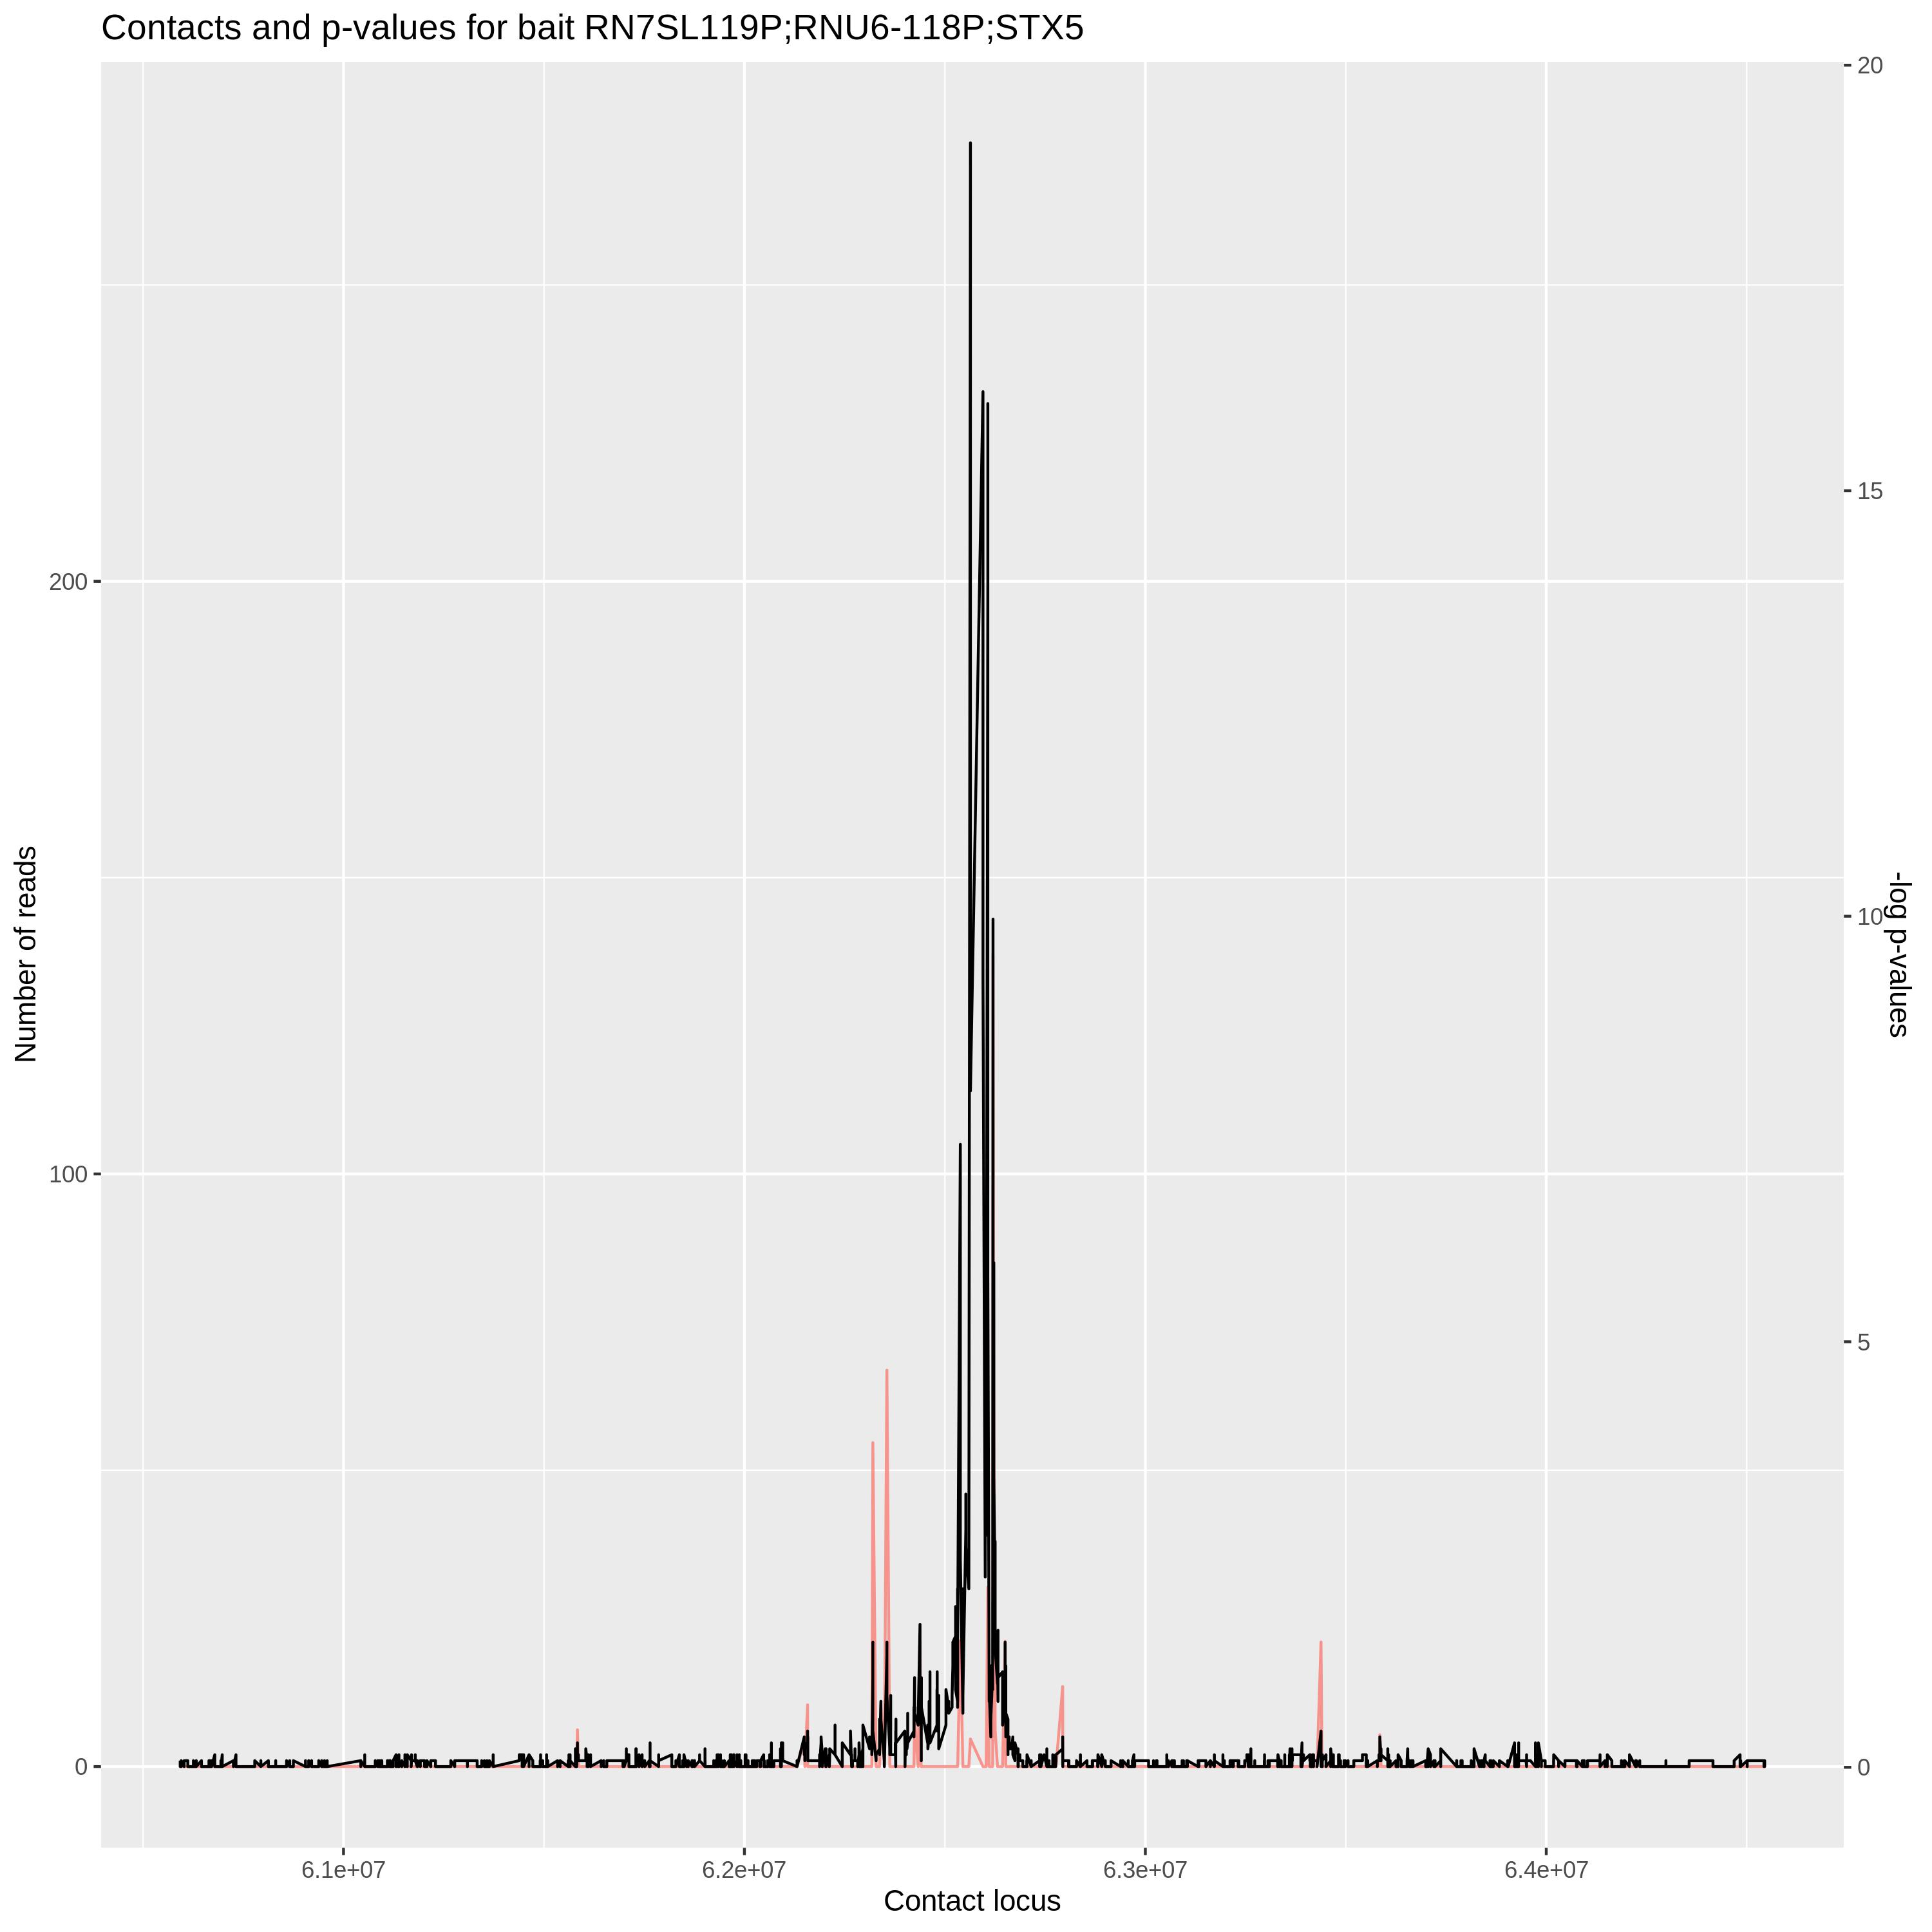 Contacts and p-values for bait RN7SL119P;RNU6-118P;STX5
20
15
200
10
Number of reads
-log p-values
100
5
0
0
6.1e+07 6.2e+07 6.3e+07 6.4e+07
Contact locus